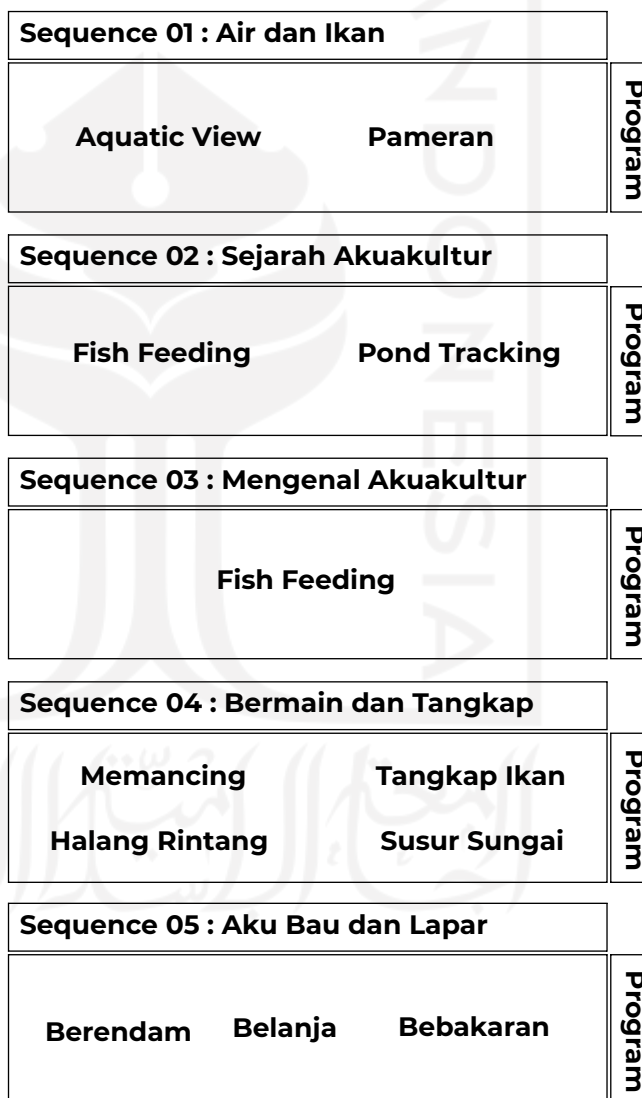 Sequence 01 : Air dan Ikan
Aquatic View Pameran
Program
Sequence 02 : Sejarah Akuakultur
Fish Feeding Pond Tracking
Program
Sequence 03 : Mengenal Akuakultur
Fish Feeding
Program
Sequence 04 : Bermain dan Tangkap
Memancing Tangkap Ikan
Halang Rintang Susur Sungai
Program
Sequence 05 : Aku Bau dan Lapar
Berendam Belanja Bebakaran
Program
NDONESIA